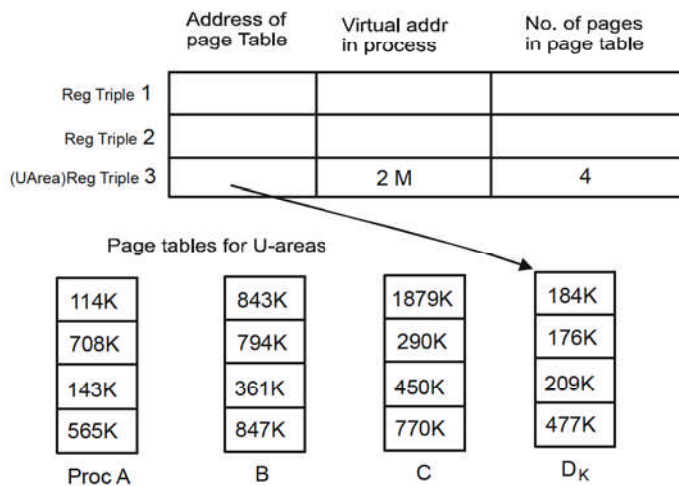 Address of page Table
Virtual addr in process
No. of pages in page table
Reg Triple 1
Reg Triple 2
(UArea)Reg Triple 3
2 M
4
Page tables for U-areas
114K
708K
143K
565K
Proc A
843K
794K
361K
847K
B
1879K
290K
450K
770K
C
184K
176K
209K
477K
DK